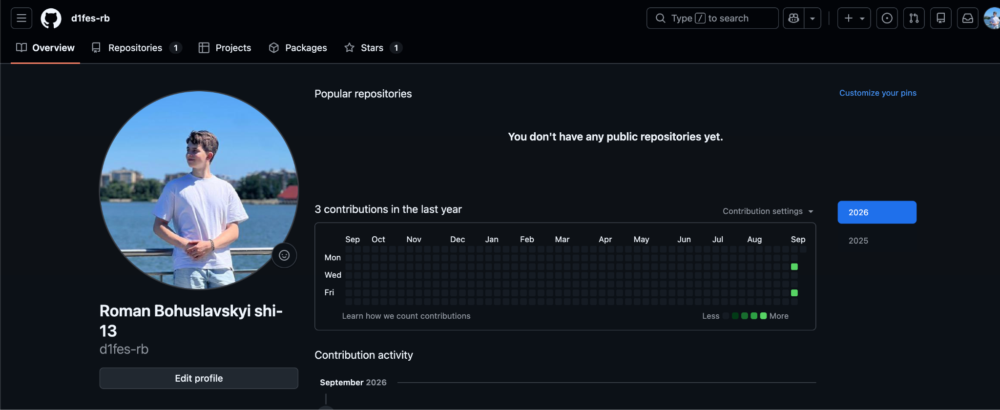 d1fes-rb
Type / to search
Overview
Repositories 1
Projects
Packages
Stars 1
Popular repositories
Customize your pins
You don't have any public repositories yet.
3 contributions in the last year
Contribution settings
2026
2025
Sep Oct Nov Dec Jan Feb Mar Apr May Jun Jul Aug Sep
Mon
Wed
Fri
Learn how we count contributions
Less More
Roman Bohuslavskyi shi-
13
d1fes-rb
Edit profile
Contribution activity
September 2026